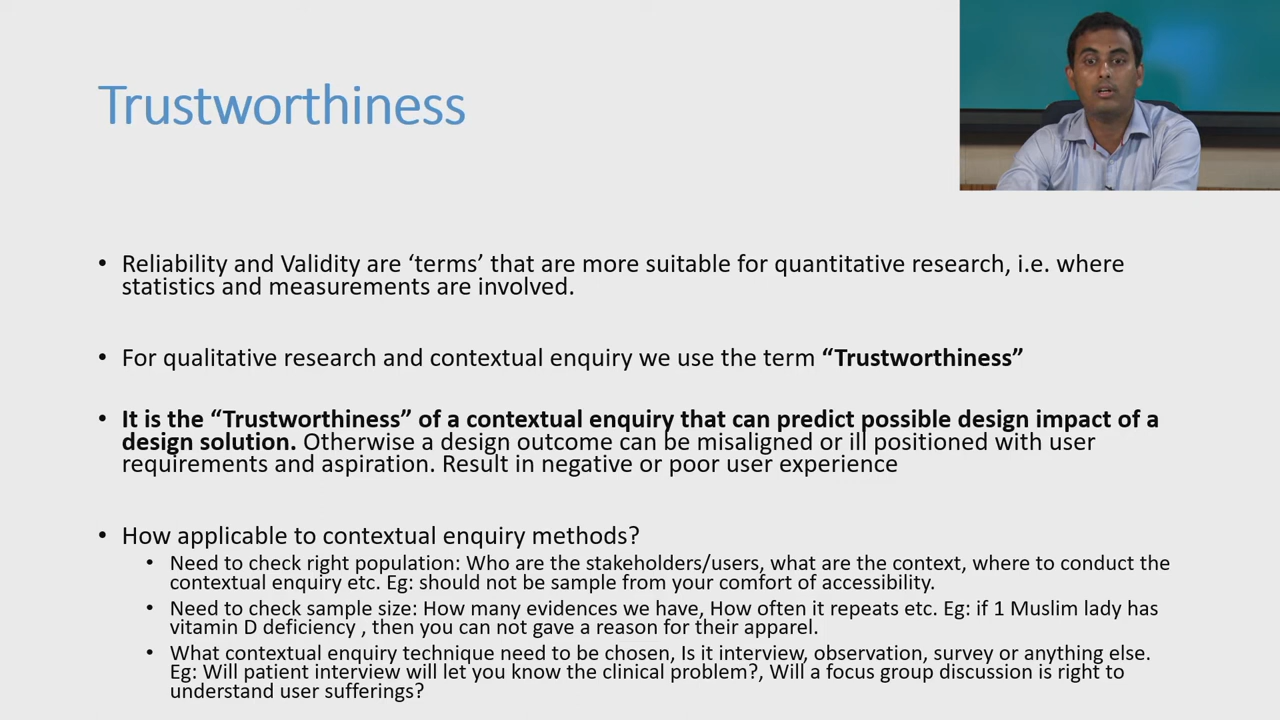 Trustworthiness
• Reliability and Validity are ‘terms’ that are more suitable for quantitative research, i.e. where
statistics and measurements are involved.
• For qualitative research and contextual enquiry we use the term “Trustworthiness”
• It is the “Trustworthiness” of a contextual enquiry that can predict possible design impact of a
design solution. Otherwise a design outcome can be misaligned or ill positioned with user
requirements and aspiration. Result in negative or poor user experience
• How applicable to contextual enquiry methods?
• Need to check right population: Who are the stakeholders/users, what are the context, where to conduct the
contextual enquiry etc. Eg: should not be sample from your comfort of accessibility.
• Need to check sample size: How many evidences we have, How often it repeats etc. Eg: if 1 Muslim lady has
vitamin D deficiency , then you can not gave a reason for their apparel.
• What contextual enquiry technique need to be chosen, Is it interview, observation, survey or anything else.
Eg: Will patient interview will let you know the clinical problem?, Will a focus group discussion is right to
understand user sufferings?